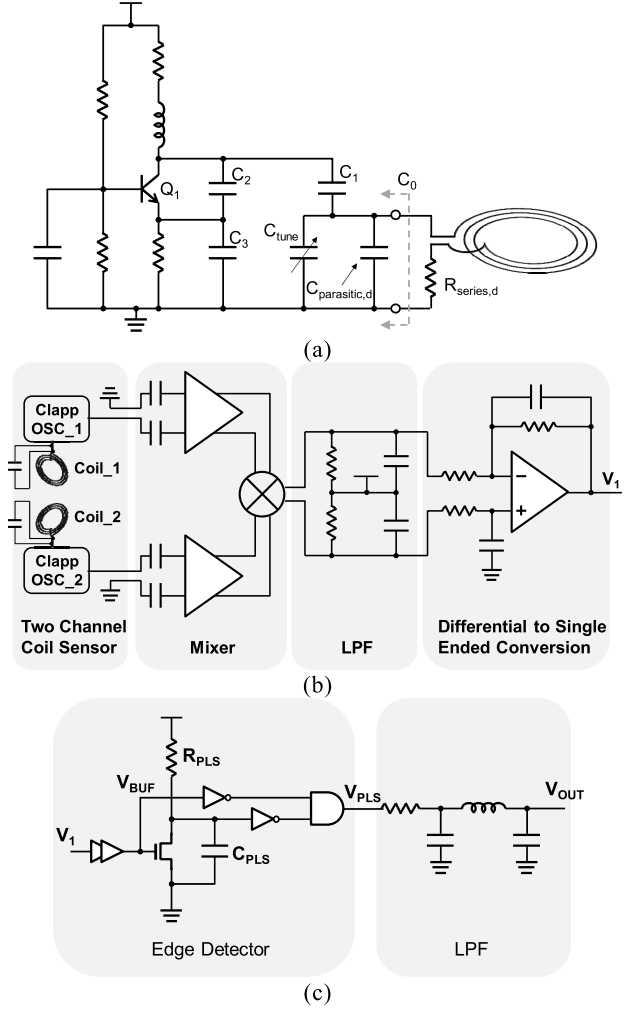 Q1
C2
C3
C1
C0
Ctune
Cparasitic,d
Rseries,d
(a)
Clapp
OSC_1
Coil_1
Coil_2
Clapp
OSC_2
V1
Two Channel
Coil Sensor
Mixer
LPF
Differential to Single
Ended Conversion
(b)
RPLS
VBUF
V1
CPLS
VPLS
VOUT
Edge Detector
LPF
(c)